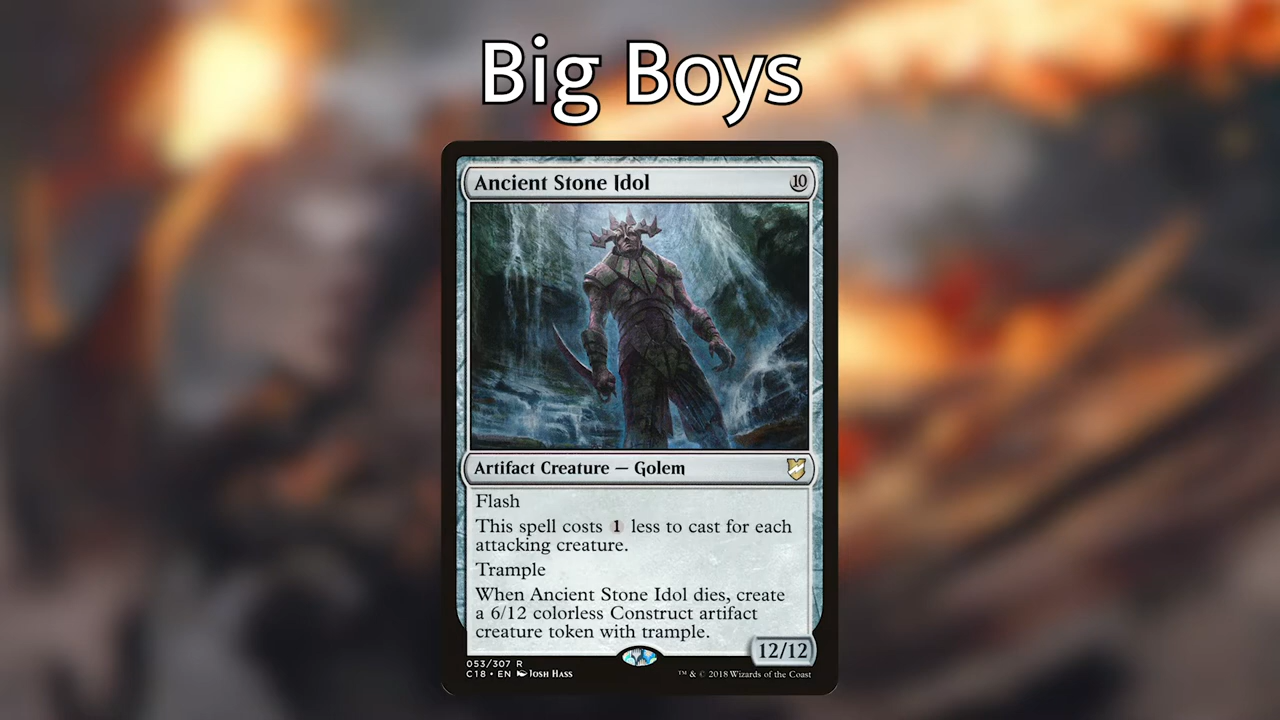 Big Boys
Ancient Stone Idol 10
Artifact Creature — Golem
Flash
This spell costs 1 less to cast for each
attacking creature.
Trample
When Ancient Stone Idol dies, create
a 6/12 colorless Construct artifact
creature token with trample.
12/12
053/307 R
C18 • EN Josh Hass
™ & © 2018 Wizards of the Coast